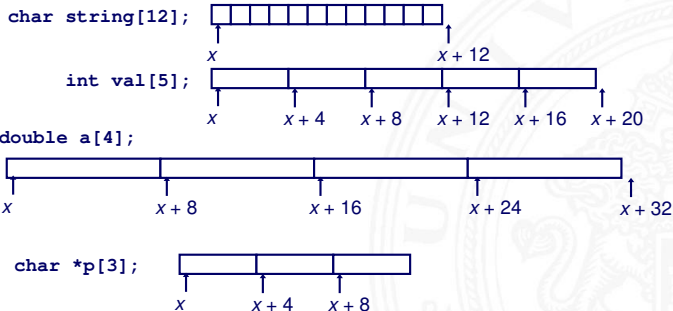 char string[12];
x x + 12
int val[5];
x x + 4 x + 8 x + 12 x + 16 x + 20
double a[4];
x x + 8 x + 16 x + 24 x + 32
char *p[3];
x x + 4 x + 8